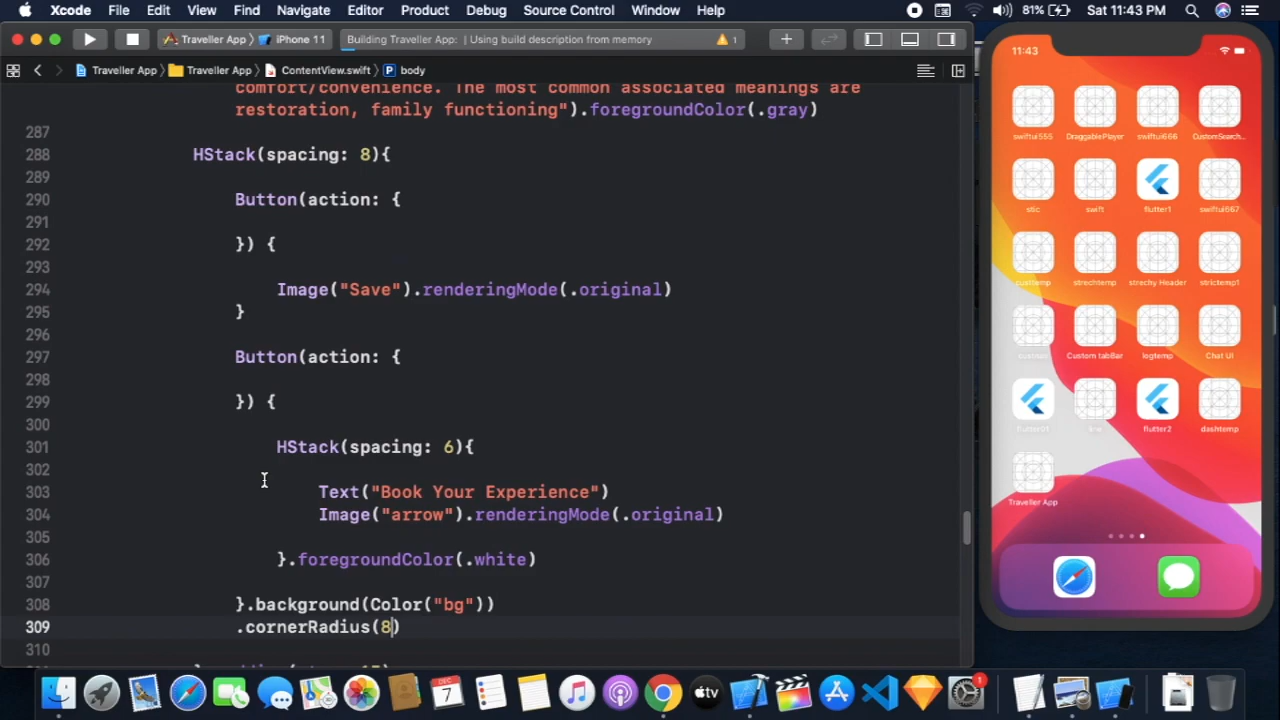 Xcode File Edit View Find Navigate Editor Product Debug Source Control Window Help 81% Sat 11:43 PM
Traveller App iPhone 11 Building Traveller App: | Using build description from memory 1
Traveller App Traveller App ContentView.swift P body
comfort/convenience. The most common associated meanings are
restoration, family functioning").foregroundColor(.gray)
287
288 HStack(spacing: 8){
289
290 Button(action: {
291
292 }) {
293
294 Image("Save").renderingMode(.original)
295 }
296
297 Button(action: {
298
299 }) {
300
301 HStack(spacing: 6){
302
303 Text("Book Your Experience")
304 Image("arrow").renderingMode(.original)
305
306 }.foregroundColor(.white)
307
308 }.background(Color("bg"))
309 .cornerRadius(8)
310
11:43
swiftui555 DraggablePlayer swiftui666 CustomSearch...
stic swift flutter1 swiftui667
custtemp strechtemp strechy Header strictemp1
Custom tabBar logtemp Chat UI
flutter01 line flutter2 dashtemp
Traveller App
DEC
7
tv
1